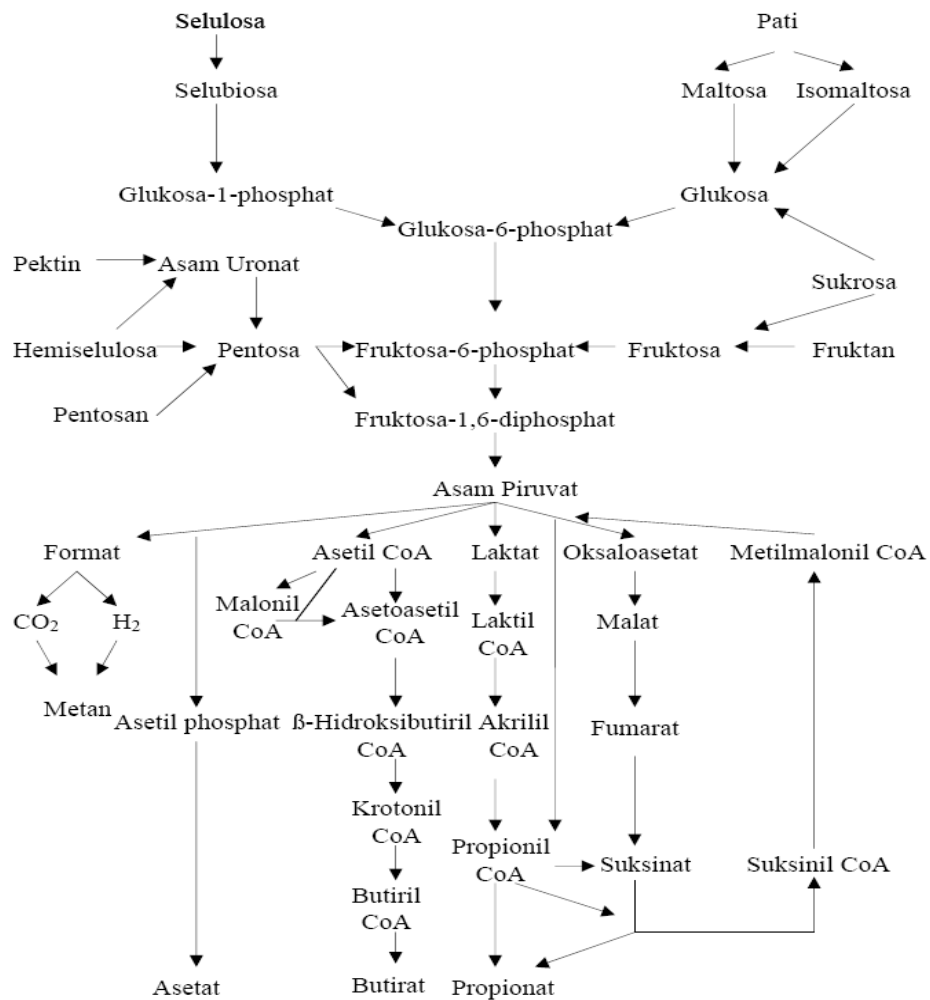 Selulosa
Pati
Selubiosa
Maltosa
Isomaltosa
Glukosa-1-phosphat
Glukosa
Glukosa-6-phosphat
Pektin
Asam Uronat
Sukrosa
Hemiselulosa
Pentosa
Fruktosa-6-phosphat
Fruktosa
Fruktan
Pentosan
Fruktosa-1,6-diphosphat
Asam Piruvat
Format
Asetil CoA
Laktat
Oksaloasetat
Metilmalonil CoA
CO₂
H₂
Malonil
CoA
Asetoasetil
CoA
Laktil
CoA
Malat
Metan
Asetil phosphat
ß-Hidroksibutiril
CoA
Akrilil
CoA
Fumarat
Krotonil
CoA
Propionil
CoA
Suksinat
Suksinil CoA
Butiril
CoA
Asetat
Butirat
Propionat